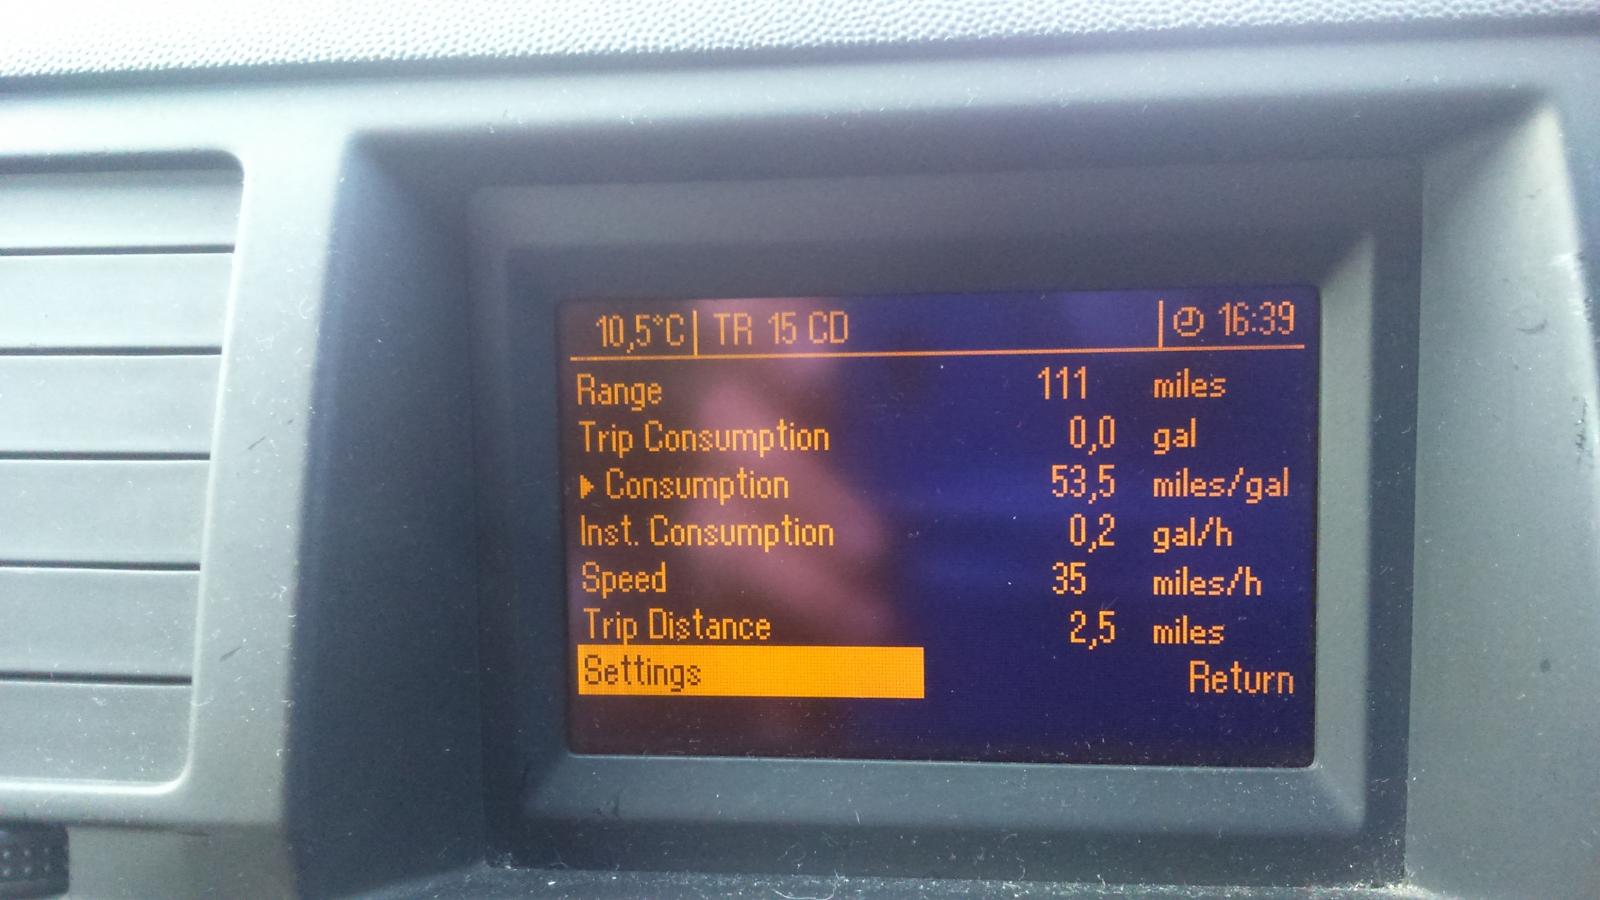 10,5°C TR 15 CD 16:39
Range 111 miles
Trip Consumption 0,0 gal
Consumption 53,5 miles/gal
Inst. Consumption 0,2 gal/h
Speed 35 miles/h
Trip Distance 2,5 miles
Settings Return